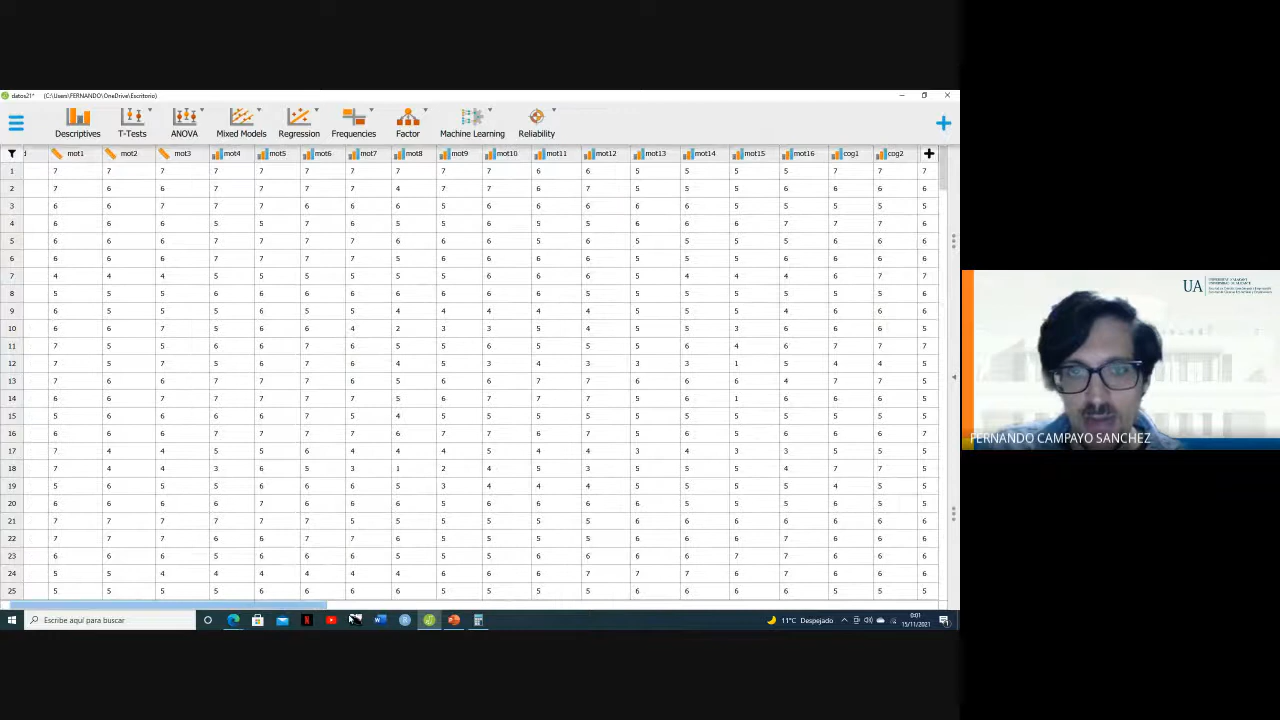 datos21* (C:\Users\FERNANDO\OneDrive\Escritorio)
Descriptives T-Tests ANOVA Mixed Models Regression Frequencies Factor Machine Learning Reliability
mot1 mot2 mot3 mot4 mot5 mot6 mot7 mot8 mot9 mot10 mot11 mot12 mot13 mot14 mot15 mot16 cog1 cog2
1 7 7 7 7 7 7 7 7 7 7 6 6 5 5 5 5 7 7 7
2 7 6 6 7 7 7 7 4 7 7 6 7 5 5 5 6 6 6 6
3 6 6 7 7 7 6 6 6 5 6 6 6 5 5 5 5 5 5 5
4 6 6 6 5 5 7 6 5 5 6 5 5 6 6 6 7 7 7 6
5 6 6 6 7 7 7 7 6 6 6 5 6 5 5 5 5 6 6 6
6 6 6 6 7 7 7 7 5 6 6 6 6 5 5 5 6 6 6 6
7 4 4 4 5 5 5 5 5 5 6 6 6 5 4 4 4 6 7 7
8 5 5 5 6 6 6 6 6 6 6 5 5 5 5 5 5 5 5 6
9 6 5 5 5 6 5 5 4 4 4 4 4 5 5 5 4 6 6 6
10 6 6 7 5 6 6 4 2 3 3 5 4 5 5 3 6 6 6 5
11 7 5 5 6 6 7 6 5 5 6 5 5 5 6 4 6 7 7 7
12 7 5 7 5 6 7 6 4 5 3 4 3 3 3 1 5 4 4 5
13 7 6 6 7 7 7 6 5 6 6 7 7 6 6 6 4 7 7 5
14 6 6 7 7 7 7 7 5 6 7 7 7 5 6 1 6 6 6 5
15 5 6 6 6 6 7 5 4 5 5 5 5 5 5 5 5 5 5 5
16 6 6 6 7 7 7 7 6 7 7 6 7 5 6 5 6 6 6 7
17 7 4 4 5 5 6 4 4 4 5 4 4 3 4 3 3 6 6 5
18 7 4 4 3 6 5 3 1 2 4 5 3 5 5 5 4 7 7 5
19 5 6 5 5 6 6 6 5 3 4 4 4 5 5 5 5 4 5 5
20 6 6 6 6 7 6 6 6 5 6 5 5 6 5 5 5 6 5 5
21 7 7 7 7 7 7 5 5 5 5 5 5 6 6 6 6 6 6 6
22 7 7 7 6 6 7 7 6 5 5 5 5 6 6 6 7 6 6 6
23 6 6 6 5 6 6 6 5 5 5 6 6 6 6 7 7 6 6 6
24 5 5 4 4 4 4 4 4 6 6 6 7 7 7 6 7 6 6 6
25 5 5 5 5 6 6 6 6 5 5 5 5 6 6 6 6 5 5 6
Escribe aquí para buscar
11°C Despejado
0:01
15/11/2021
UA
FERNANDO CAMPAYO SANCHEZ